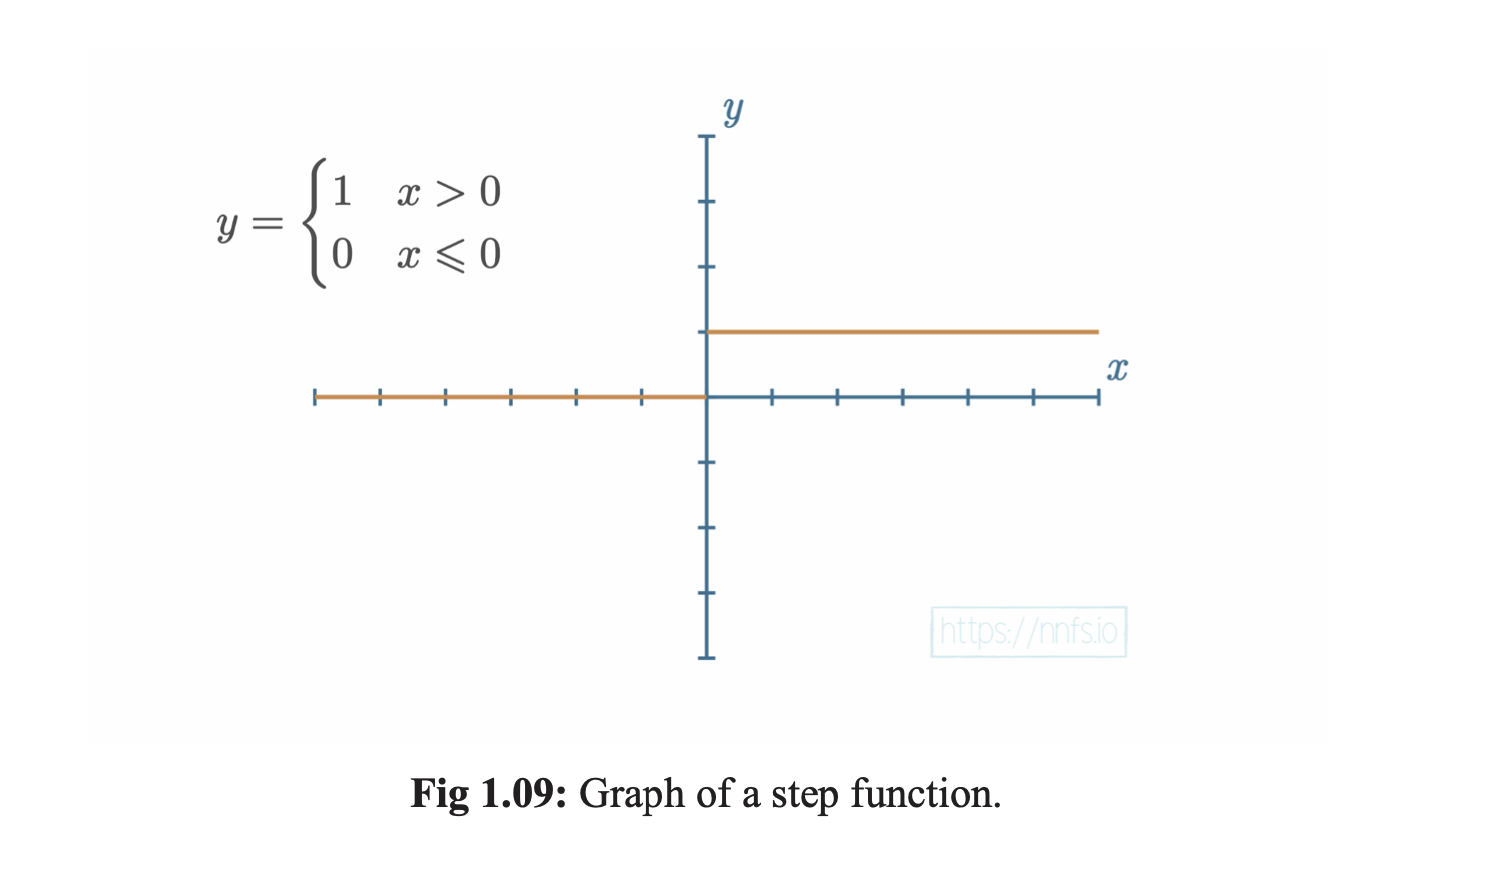 y
y = { 1 x > 0
0 x ⩽ 0
x
https://nnfs.io
Fig 1.09: Graph of a step function.